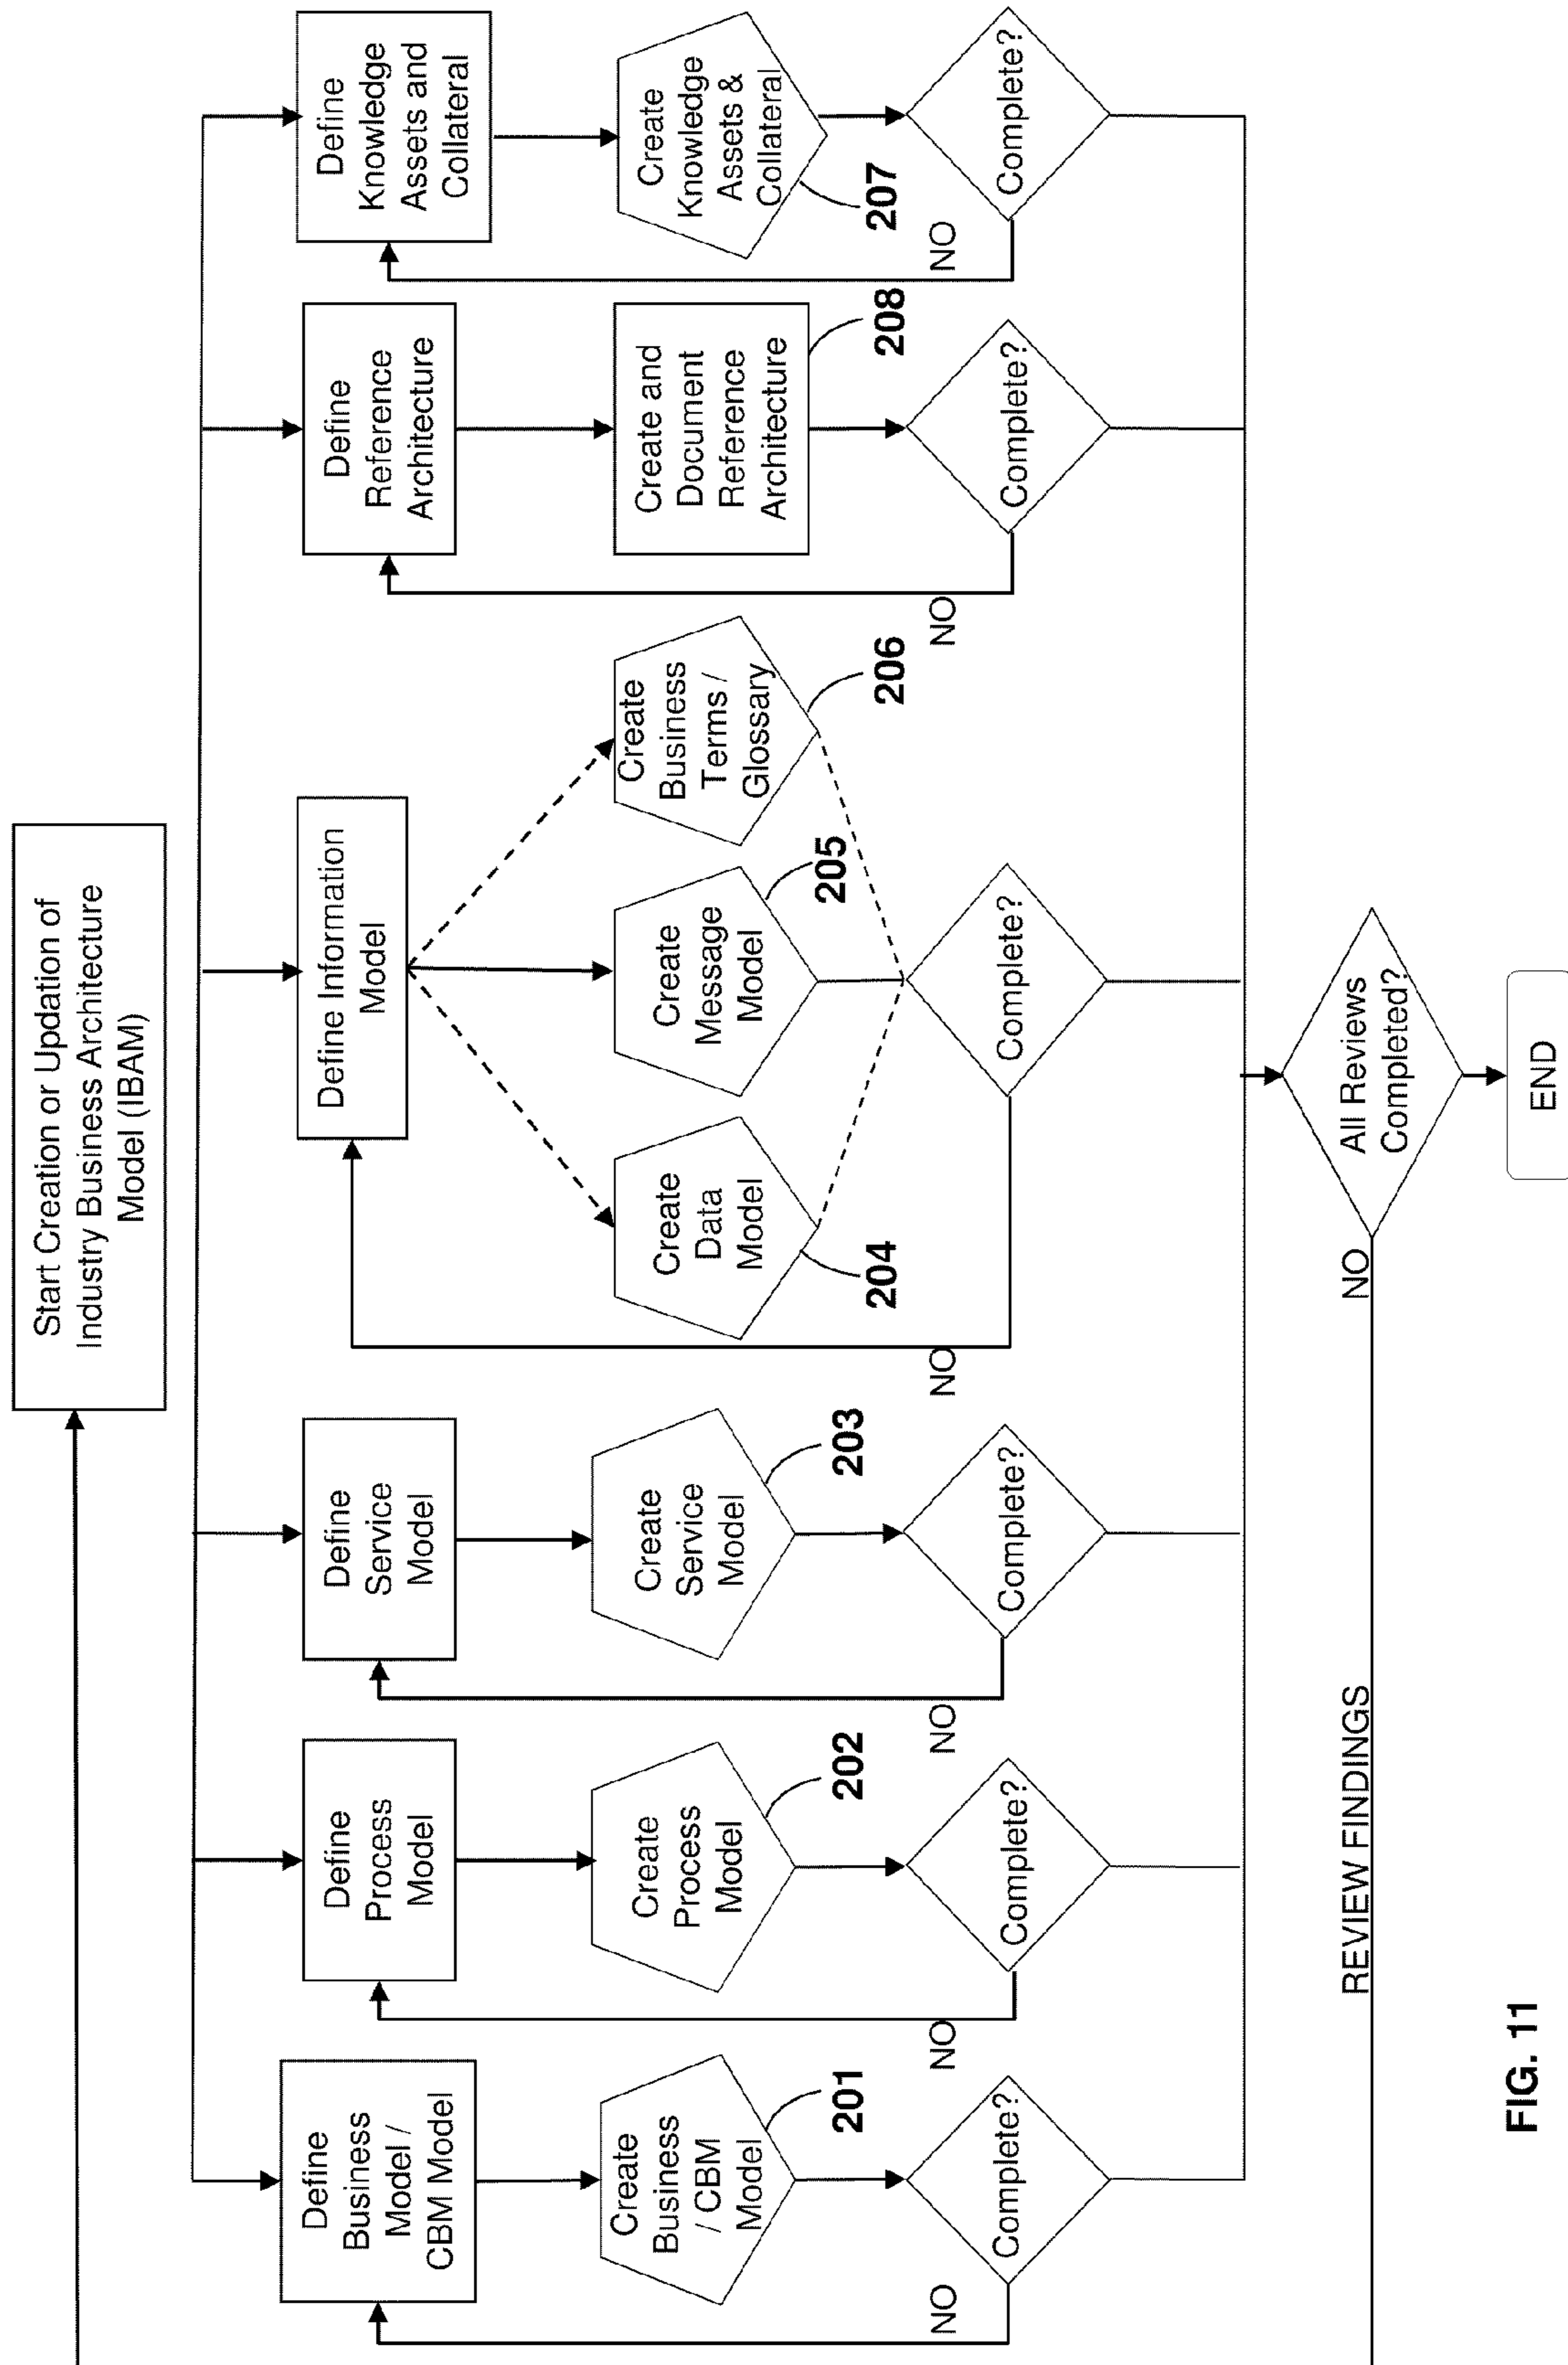 Start Creation or Updation of
Industry Business Architecture
Model (IBAM)
Define
Business
Model /
CBM Model
Define
Process
Model
Define
Service
Model
Define Information
Model
Define
Reference
Architecture
Define
Knowledge
Assets and
Collateral
Create
Business
/ CBM
Model
201
Create
Process
Model
202
Create
Service
Model
203
Create
Data
Model
204
Create
Message
Model
205
Create
Business
Terms /
Glossary
206
Create and
Document
Reference
Architecture
208
Create
Knowledge
Assets &
Collateral
207
NO
Complete?
NO
Complete?
NO
Complete?
NO
Complete?
NO
Complete?
NO
Complete?
REVIEW FINDINGS
NO
All Reviews
Completed?
END
FIG. 11